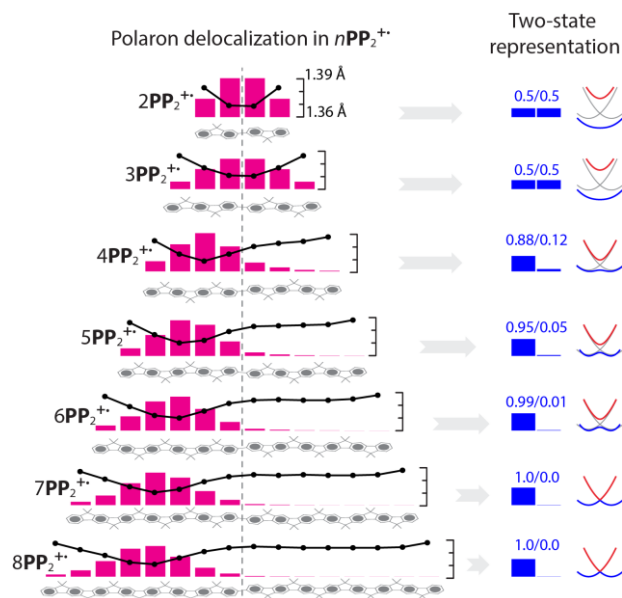 Polaron delocalization in nPP₂⁺•
Two-state
representation
2PP₂⁺•
1.39 Å
1.36 Å
0.5/0.5
3PP₂⁺•
0.5/0.5
4PP₂⁺•
0.88/0.12
5PP₂⁺•
0.95/0.05
6PP₂⁺•
0.99/0.01
7PP₂⁺•
1.0/0.0
8PP₂⁺•
1.0/0.0